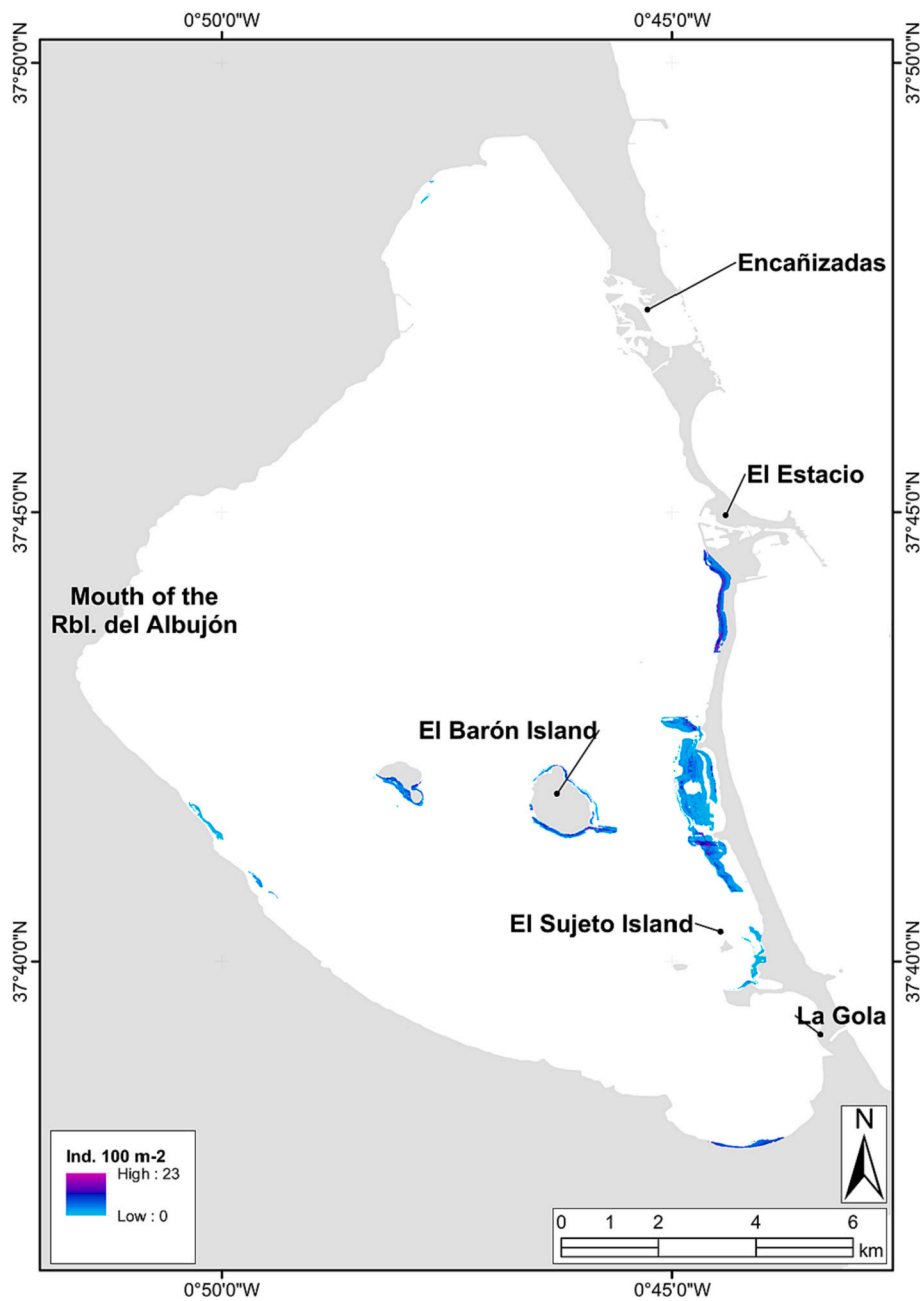 0°50'0"W
0°45'0"W
37°50'0"N
37°50'0"N
Encañizadas
El Estacio
37°45'0"N
37°45'0"N
Mouth of the
Rbl. del Albujón
El Barón Island
El Sujeto Island
37°40'0"N
37°40'0"N
La Gola
N
Ind. 100 m-2
High : 23
Low : 0
0 1 2 4 6
km
0°50'0"W
0°45'0"W